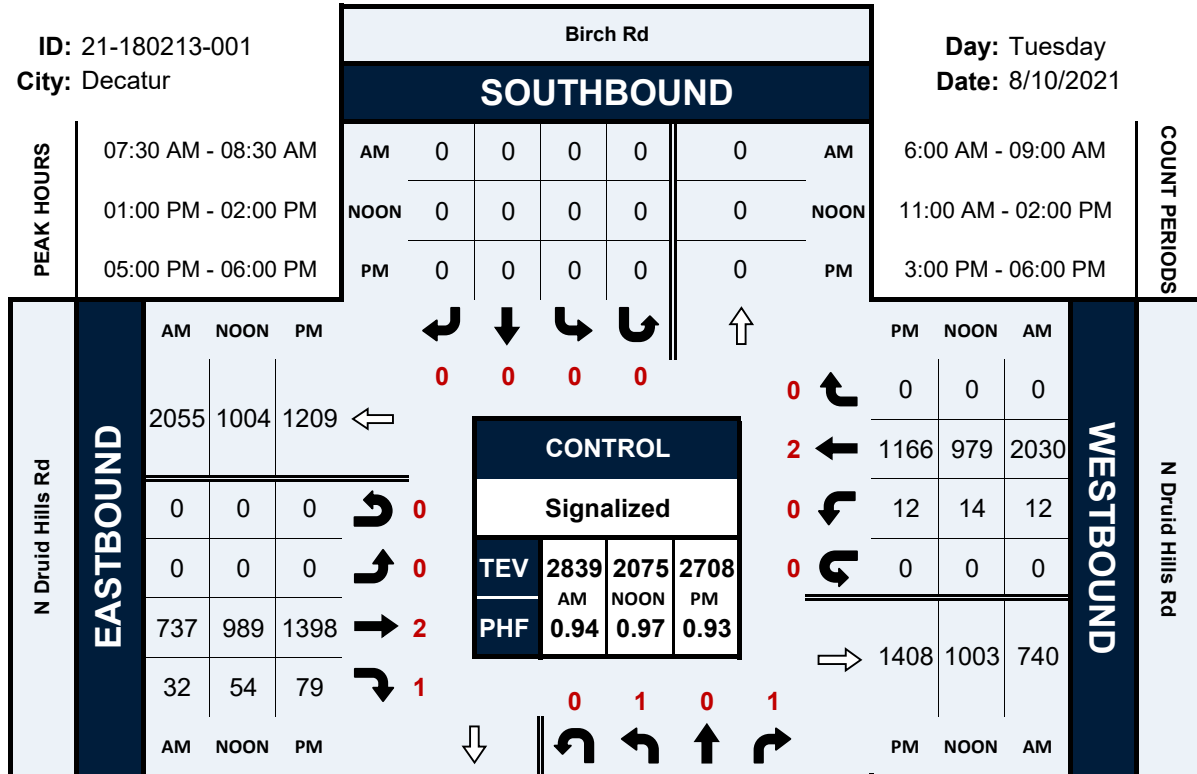 Birch Rd
ID: 21-180213-001
City: Decatur
Day: Tuesday
Date: 8/10/2021
SOUTHBOUND
PEAK HOURS
07:30 AM - 08:30 AM
01:00 PM - 02:00 PM
05:00 PM - 06:00 PM
AM 0 0 0 0 0 AM
NOON 0 0 0 0 0 NOON
PM 0 0 0 0 0 PM
6:00 AM - 09:00 AM
11:00 AM - 02:00 PM
3:00 PM - 06:00 PM
COUNT PERIODS
0 0 0 0
N Druid Hills Rd
EASTBOUND
AM NOON PM
2055 1004 1209
0 0 0 0
0 0 0 0
737 989 1398 2
32 54 79 1
AM NOON PM
CONTROL
Signalized
TEV 2839 2075 2708
AM NOON PM
PHF 0.94 0.97 0.93
PM NOON AM
0 0 0 0
2 1166 979 2030
0 12 14 12
0 0 0 0
1408 1003 740
PM NOON AM
WESTBOUND
N Druid Hills Rd
0 1 0 1